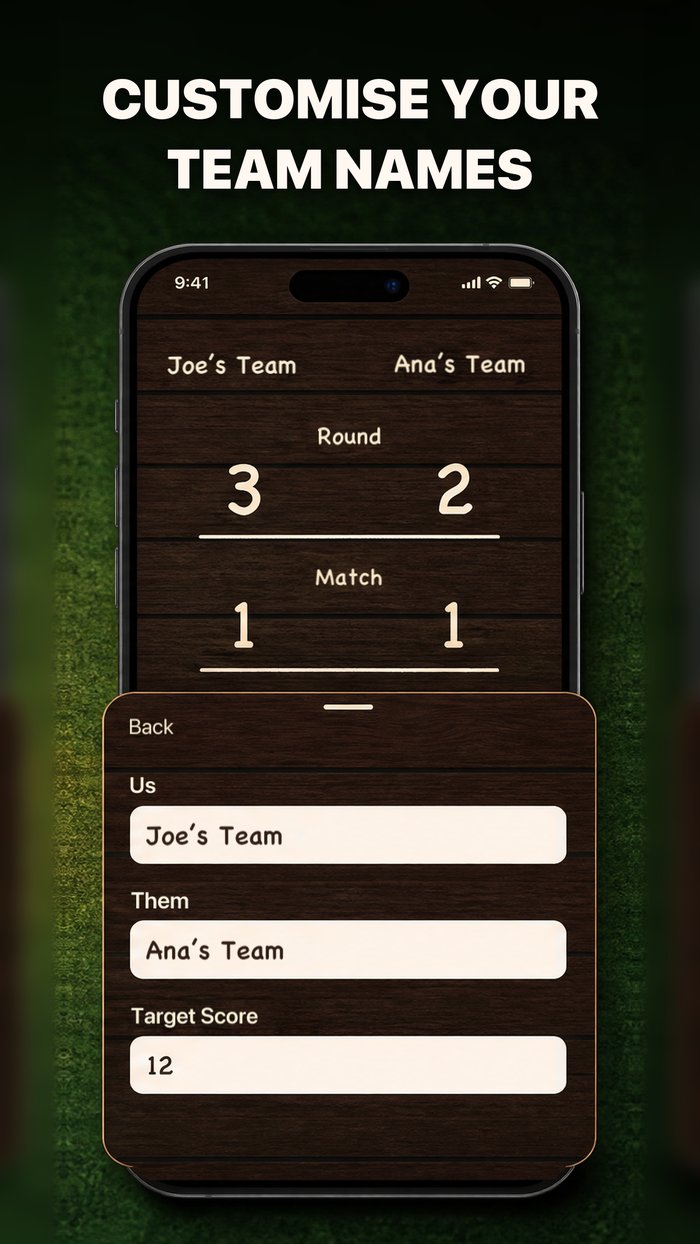 CUSTOMISE YOUR
TEAM NAMES
9:41
Joe's Team Ana's Team
Round
3 2
Match
1 1
Back
Us
Joe's Team
Them
Ana's Team
Target Score
12